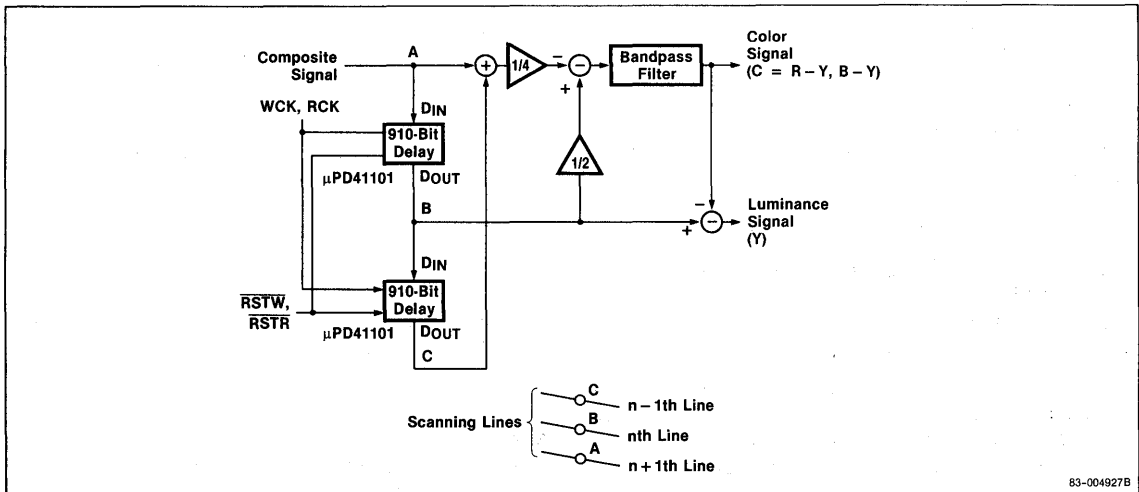 Composite
Signal
A
+
1/4
−
−
+
Bandpass
Filter
Color
Signal
(C = R − Y, B − Y)
WCK, RCK
DIN
910-Bit
Delay
μPD41101
DOUT
1/2
B
−
+
−
Luminance
Signal
(Y)
DIN
910-Bit
Delay
RSTW,
RSTR
μPD41101
DOUT
C
Scanning Lines
C
n − 1th Line
B
nth Line
A
n + 1th Line
83-004927B